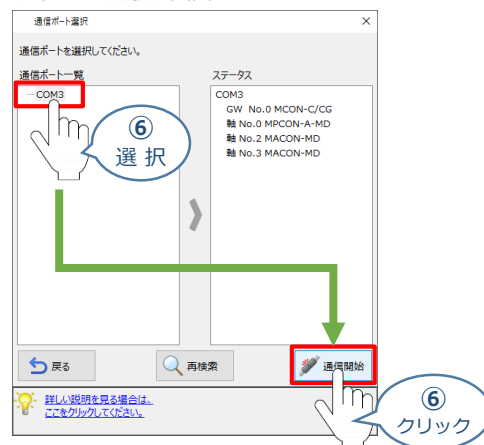 通信ポート選択
通信ポートを選択してください。
通信ポート一覧
ステータス
COM3
COM3
GW No.0 MCON-C/CG
軸 No.0 MPCON-A-MD
軸 No.2 MACON-MD
軸 No.3 MACON-MD
⑥
選択
戻る
再検索
通信開始
詳しい説明を見る場合は、
ここをクリックしてください。
⑥
クリック